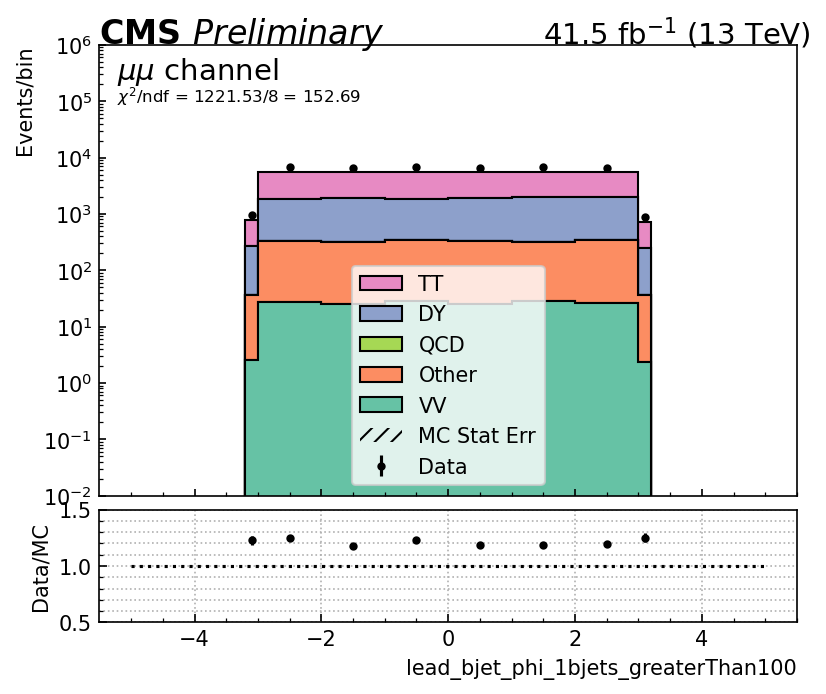 CMS Preliminary 41.5 fb⁻¹ (13 TeV)
μμ channel
χ²/ndf = 1221.53/8 = 152.69
Events/bin
10⁶
10⁵
10⁴
10³
10²
10¹
10⁰
10⁻¹
10⁻²
TT
DY
QCD
Other
VV
MC Stat Err
Data
Data/MC
1.5
1.0
0.5
−4 −2 0 2 4
lead_bjet_phi_1bjets_greaterThan100